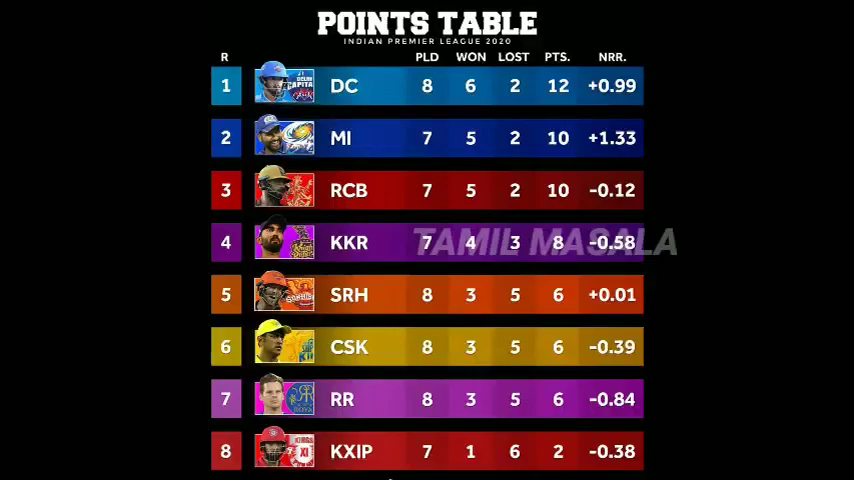 POINTS TABLE
INDIAN PREMIER LEAGUE 2020
R PLD WON LOST PTS. NRR.
1 DC 8 6 2 12 +0.99
2 MI 7 5 2 10 +1.33
3 RCB 7 5 2 10 -0.12
4 KKR 7 4 3 8 -0.58
TAMIL MASALA
5 SRH 8 3 5 6 +0.01
6 CSK 8 3 5 6 -0.39
7 RR 8 3 5 6 -0.84
8 KXIP 7 1 6 2 -0.38